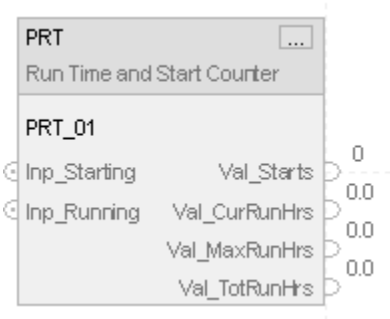 PRT ...
Run Time and Start Counter
PRT_01
0
Inp_Starting Val_Starts
0.0
Inp_Running Val_CurRunHrs
0.0
Val_MaxRunHrs
0.0
Val_TotRunHrs